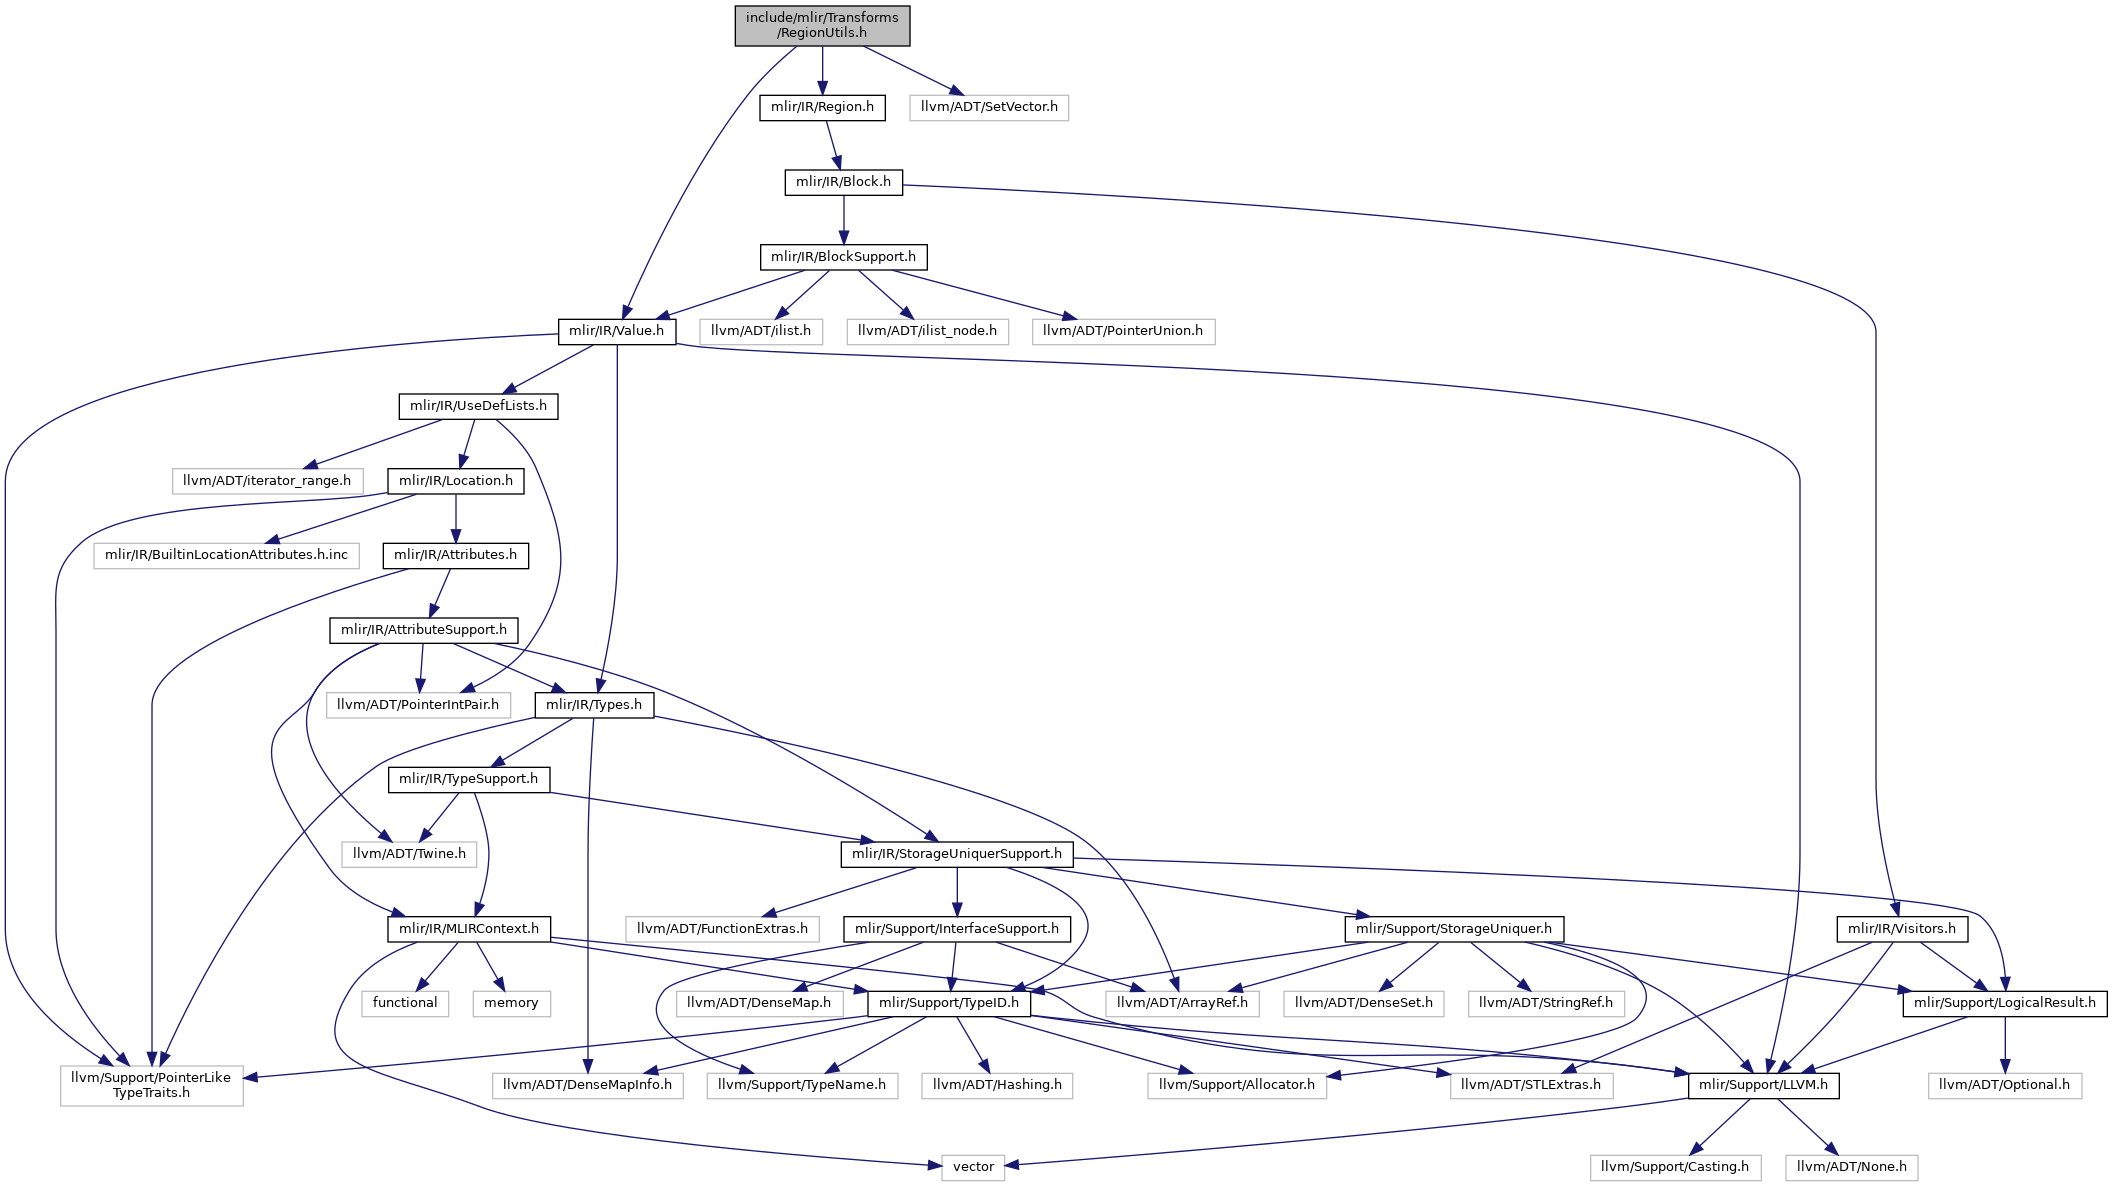 include/mlir/Transforms
/RegionUtils.h
mlir/IR/Region.h
llvm/ADT/SetVector.h
mlir/IR/Block.h
mlir/IR/BlockSupport.h
mlir/IR/Value.h
llvm/ADT/ilist.h
llvm/ADT/ilist_node.h
llvm/ADT/PointerUnion.h
mlir/IR/UseDefLists.h
llvm/ADT/iterator_range.h
mlir/IR/Location.h
mlir/IR/BuiltinLocationAttributes.h.inc
mlir/IR/Attributes.h
mlir/IR/AttributeSupport.h
llvm/ADT/PointerIntPair.h
mlir/IR/Types.h
mlir/IR/TypeSupport.h
llvm/ADT/Twine.h
mlir/IR/StorageUniquerSupport.h
mlir/IR/MLIRContext.h
llvm/ADT/FunctionExtras.h
mlir/Support/InterfaceSupport.h
mlir/Support/StorageUniquer.h
mlir/IR/Visitors.h
functional
memory
llvm/ADT/DenseMap.h
mlir/Support/TypeID.h
llvm/ADT/ArrayRef.h
llvm/ADT/DenseSet.h
llvm/ADT/StringRef.h
mlir/Support/LogicalResult.h
llvm/Support/PointerLike
TypeTraits.h
llvm/ADT/DenseMapInfo.h
llvm/Support/TypeName.h
llvm/ADT/Hashing.h
llvm/Support/Allocator.h
llvm/ADT/STLExtras.h
mlir/Support/LLVM.h
llvm/ADT/Optional.h
vector
llvm/Support/Casting.h
llvm/ADT/None.h